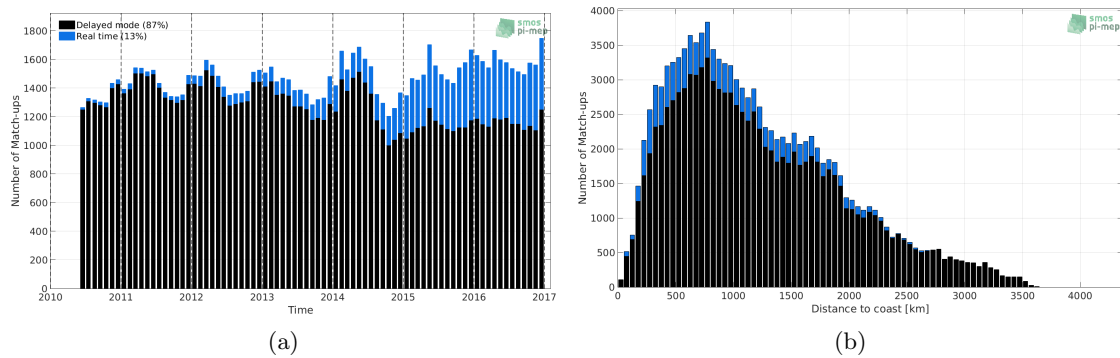 Delayed mode (87%)
Real time (13%)
smos
pi-mep
Number of Match-ups
1800
1600
1400
1200
1000
800
600
400
200
0
2010 2011 2012 2013 2014 2015 2016 2017
Time
(a)
smos
pi-mep
Number of Match-ups
4000
3500
3000
2500
2000
1500
1000
500
0
0 500 1000 1500 2000 2500 3000 3500 4000
Distance to coast [km]
(b)